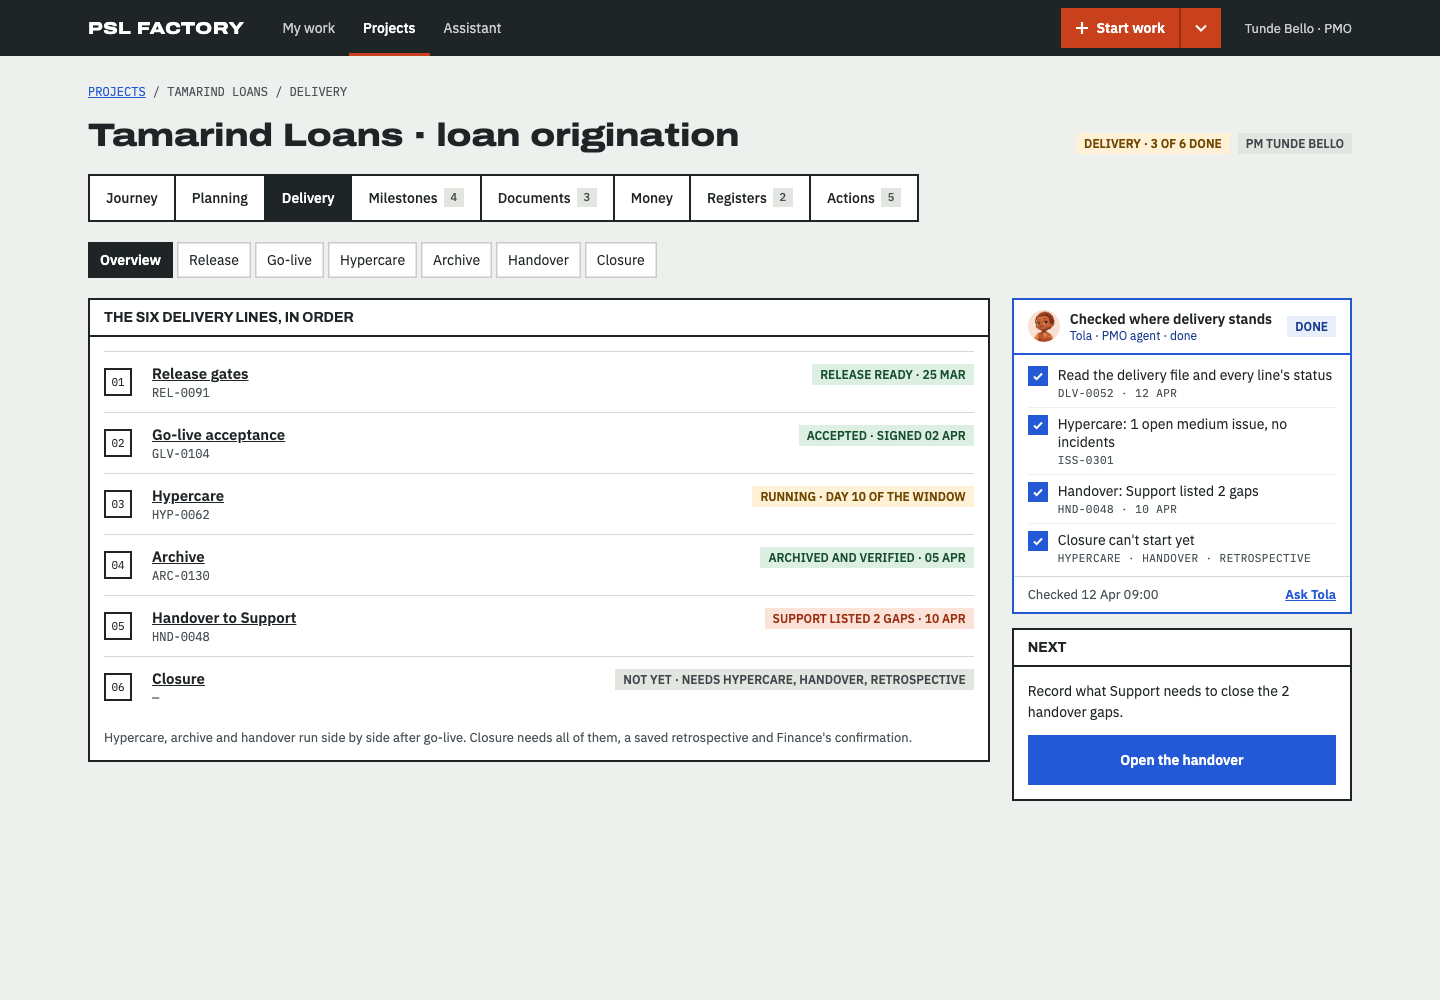 PSL FACTORY
My work
Projects
Assistant
Start work
Tunde Bello · PMO
PROJECTS / TAMARIND LOANS / DELIVERY
Tamarind Loans · loan origination
DELIVERY · 3 OF 6 DONE
PM TUNDE BELLO
Journey
Planning
Delivery
Milestones 4
Documents 3
Money
Registers 2
Actions 5
Overview
Release
Go-live
Hypercare
Archive
Handover
Closure
THE SIX DELIVERY LINES, IN ORDER
01
Release gates
REL-0091
RELEASE READY · 25 MAR
02
Go-live acceptance
GLV-0104
ACCEPTED · SIGNED 02 APR
03
Hypercare
HYP-0062
RUNNING · DAY 10 OF THE WINDOW
04
Archive
ARC-0130
ARCHIVED AND VERIFIED · 05 APR
05
Handover to Support
HND-0048
SUPPORT LISTED 2 GAPS · 10 APR
06
Closure
—
NOT YET · NEEDS HYPERCARE, HANDOVER, RETROSPECTIVE
Hypercare, archive and handover run side by side after go-live. Closure needs all of them, a saved retrospective and Finance's confirmation.
Checked where delivery stands
Tola · PMO agent · done
DONE
Read the delivery file and every line's status
DLV-0052 · 12 APR
Hypercare: 1 open medium issue, no
incidents
ISS-0301
Handover: Support listed 2 gaps
HND-0048 · 10 APR
Closure can't start yet
HYPERCARE · HANDOVER · RETROSPECTIVE
Checked 12 Apr 09:00
Ask Tola
NEXT
Record what Support needs to close the 2
handover gaps.
Open the handover